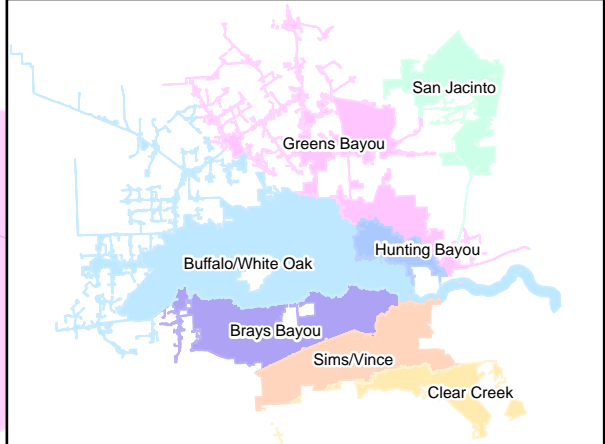 San Jacinto
Greens Bayou
Hunting Bayou
Buffalo/White Oak
Brays Bayou
Sims/Vince
Clear Creek